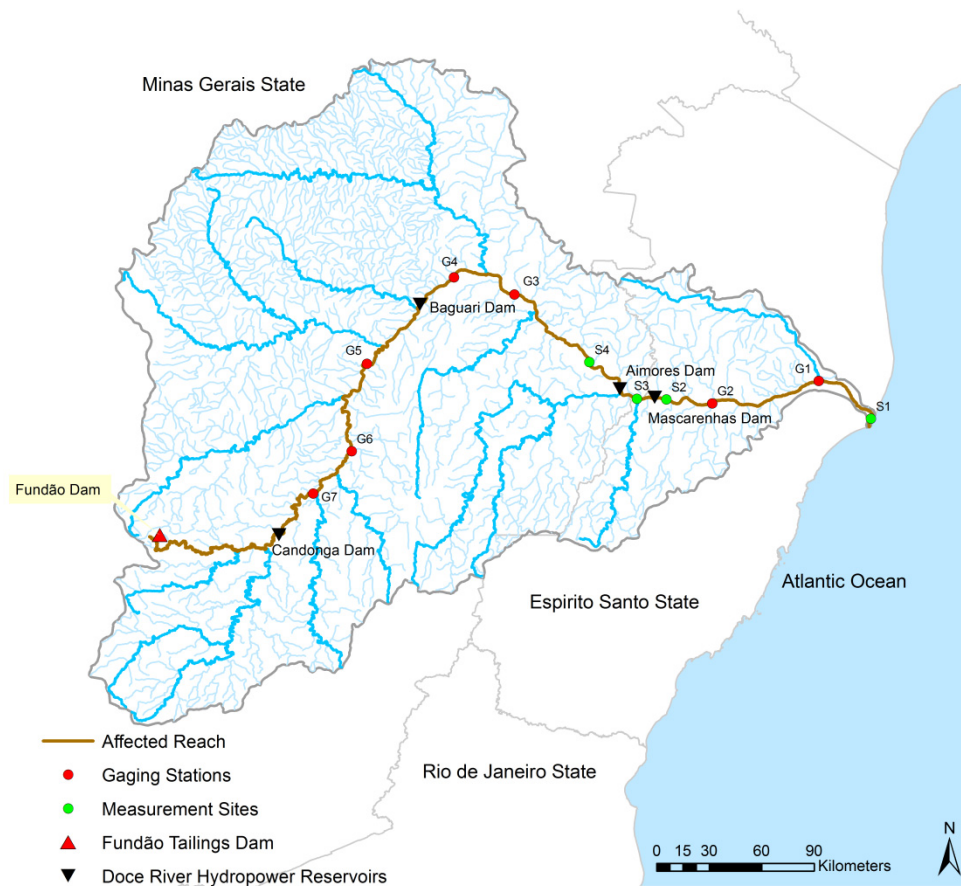 Minas Gerais State
G4
G3
Baguari Dam
G5
S4
Aimores Dam
G1
S3
S2
G2
S1
Mascarenhas Dam
G6
Fundão Dam
G7
Candonga Dam
Atlantic Ocean
Espirito Santo State
Affected Reach
Gaging Stations
Rio de Janeiro State
Measurement Sites
Fundão Tailings Dam
Doce River Hydropower Reservoirs
N
0 15 30 60 90
Kilometers